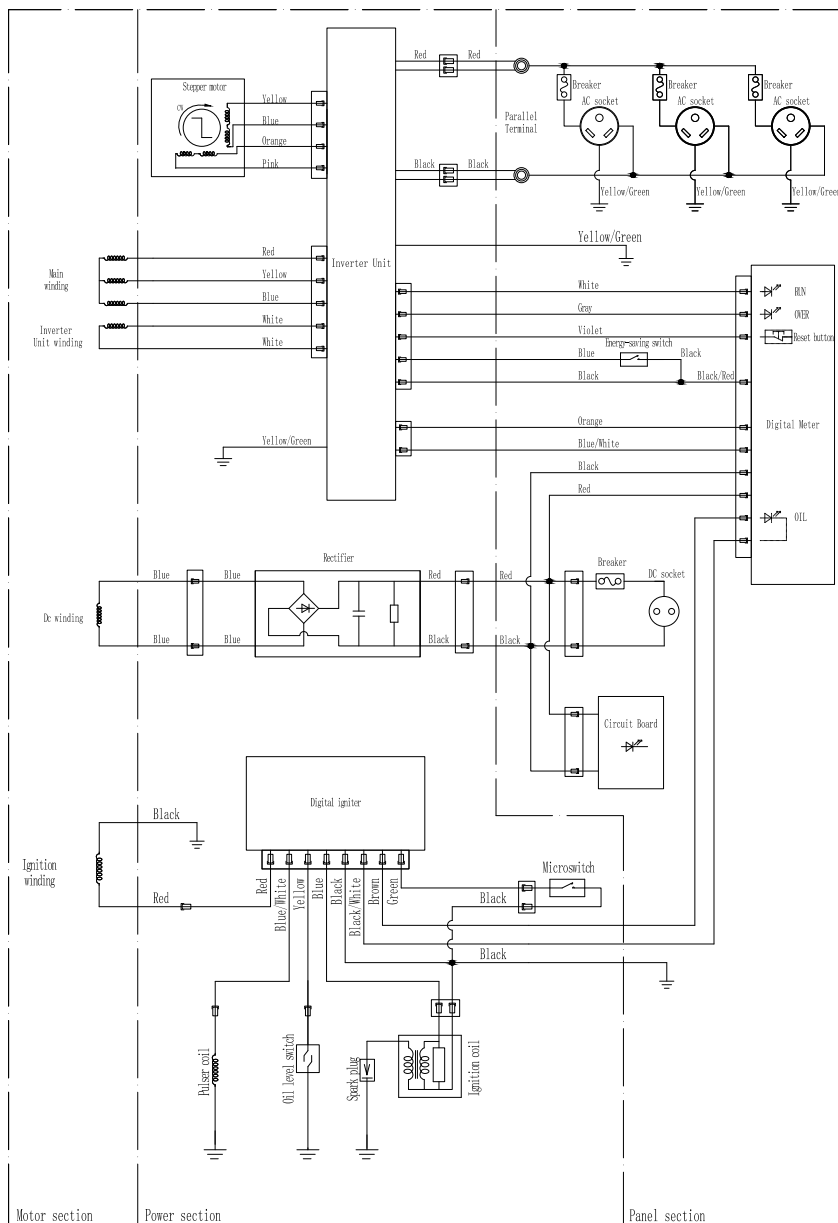 Stepper motor
CW
Yellow
Blue
Orange
Pink
Red
Red
Black
Black
Parallel
Terminal
Breaker
AC socket
Breaker
AC socket
Breaker
AC socket
Yellow/Green
Yellow/Green
Yellow/Green
Inverter Unit
Yellow/Green
Main
winding
Red
Yellow
Blue
Inverter
Unit winding
White
White
White
Gray
Violet
Energy-saving switch
Blue
Black
Black
Black/Red
RUN
OVER
Reset button
Digital Meter
Yellow/Green
Orange
Blue/White
Black
Red
OIL
Rectifier
Dc winding
Blue
Blue
Blue
Blue
Red
Red
Black
Black
Breaker
DC socket
Circuit Board
Digital igniter
Ignition
winding
Black
Red
Red
Blue/White
Yellow
Blue
Black
Black/White
Brown
Green
Microswitch
Black
Black
Pulser coil
Oil level switch
Spark plug
Ignition coil
Motor section
Power section
Panel section